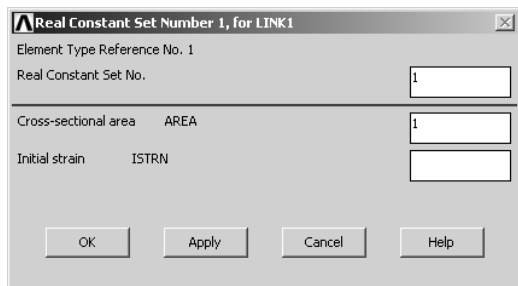 Real Constant Set Number 1, for LINK1
Element Type Reference No. 1
Real Constant Set No. 1
Cross-sectional area AREA 1
Initial strain ISTRN
OK Apply Cancel Help